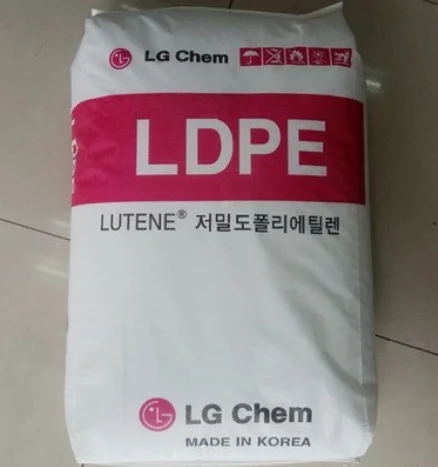 LG Chem
LDPE
LUTENE® 저밀도폴리에틸렌
LG Chem
MADE IN KOREA